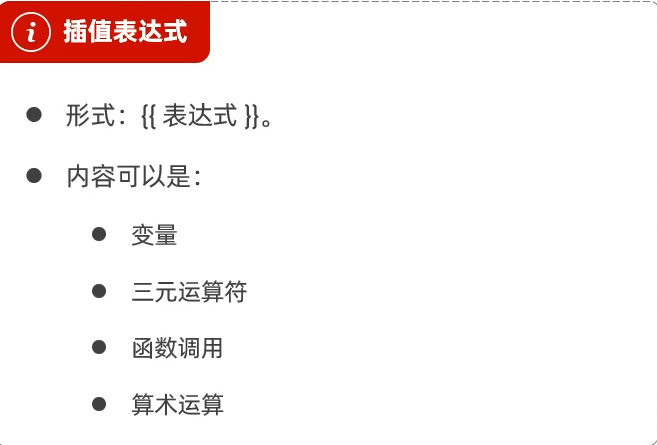 插值表达式
形式：{{ 表达式 }}。
内容可以是：
变量
三元运算符
函数调用
算术运算